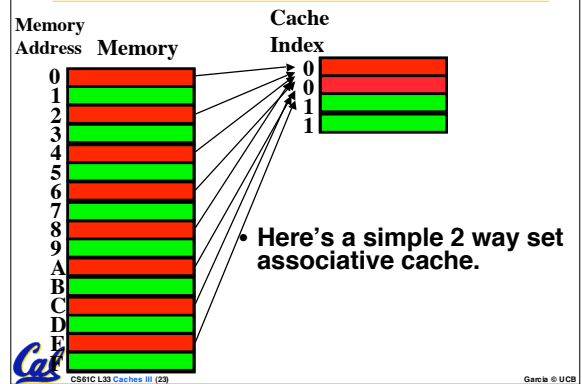 Memory
Address Memory
Cache
Index
0
1
2
3
4
5
6
7
8
9
A
B
C
D
E
F
0
0
1
1
• Here's a simple 2 way set
associative cache.
Cal
CS61C L33 Caches III (23)
Garcia © UCB